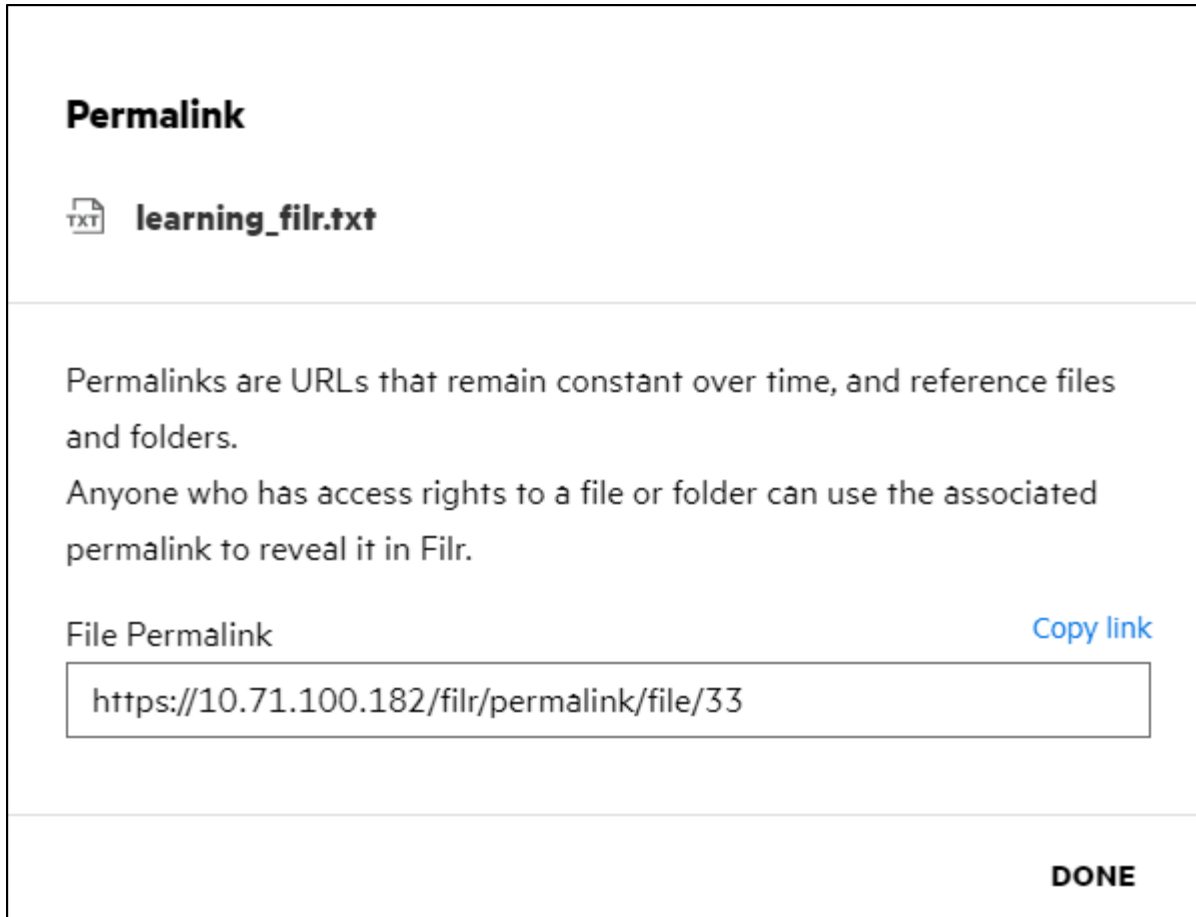 Permalink
TXT
learning_filr.txt
Permalinks are URLs that remain constant over time, and reference files
and folders.
Anyone who has access rights to a file or folder can use the associated
permalink to reveal it in Filr.
File Permalink
Copy link
https://10.71.100.182/filr/permalink/file/33
DONE